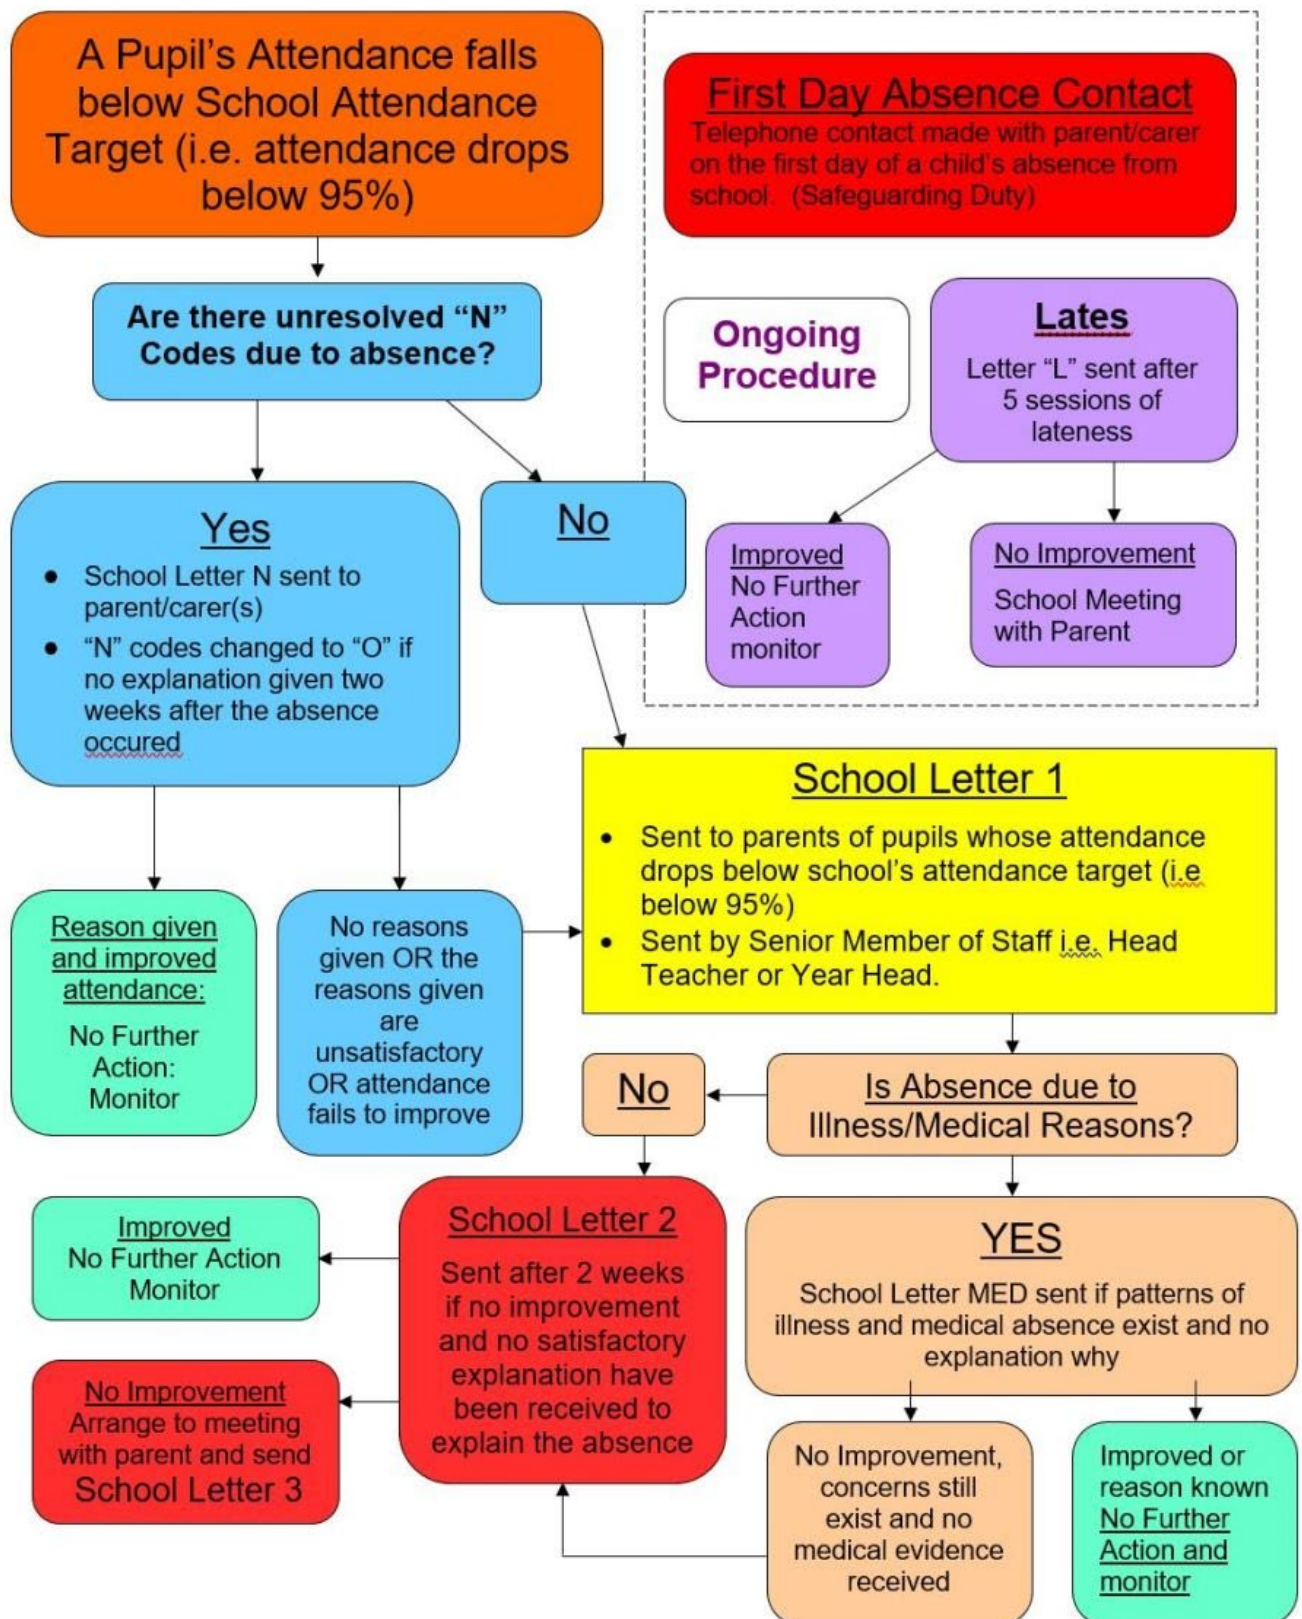 A Pupil’s Attendance falls
below School Attendance
Target (i.e. attendance drops
below 95%)
First Day Absence Contact
Telephone contact made with parent/carer
on the first day of a child’s absence from
school. (Safeguarding Duty)
Are there unresolved “N”
Codes due to absence?
Ongoing
Procedure
Lates
Letter “L” sent after
5 sessions of
lateness
Yes
● School Letter N sent to
parent/carer(s)
● “N” codes changed to “O” if
no explanation given two
weeks after the absence
occured
No
Improved
No Further
Action
monitor
No Improvement
School Meeting
with Parent
School Letter 1
• Sent to parents of pupils whose attendance
drops below school’s attendance target (i.e
below 95%)
• Sent by Senior Member of Staff i.e. Head
Teacher or Year Head.
Reason given
and improved
attendance:
No Further
Action:
Monitor
No reasons
given OR the
reasons given
are
unsatisfactory
OR attendance
fails to improve
No
Is Absence due to
Illness/Medical Reasons?
Improved
No Further Action
Monitor
School Letter 2
Sent after 2 weeks
if no improvement
and no satisfactory
explanation have
been received to
explain the absence
YES
School Letter MED sent if patterns of
illness and medical absence exist and no
explanation why
No Improvement
Arrange to meeting
with parent and send
School Letter 3
No Improvement,
concerns still
exist and no
medical evidence
received
Improved or
reason known
No Further
Action and
monitor